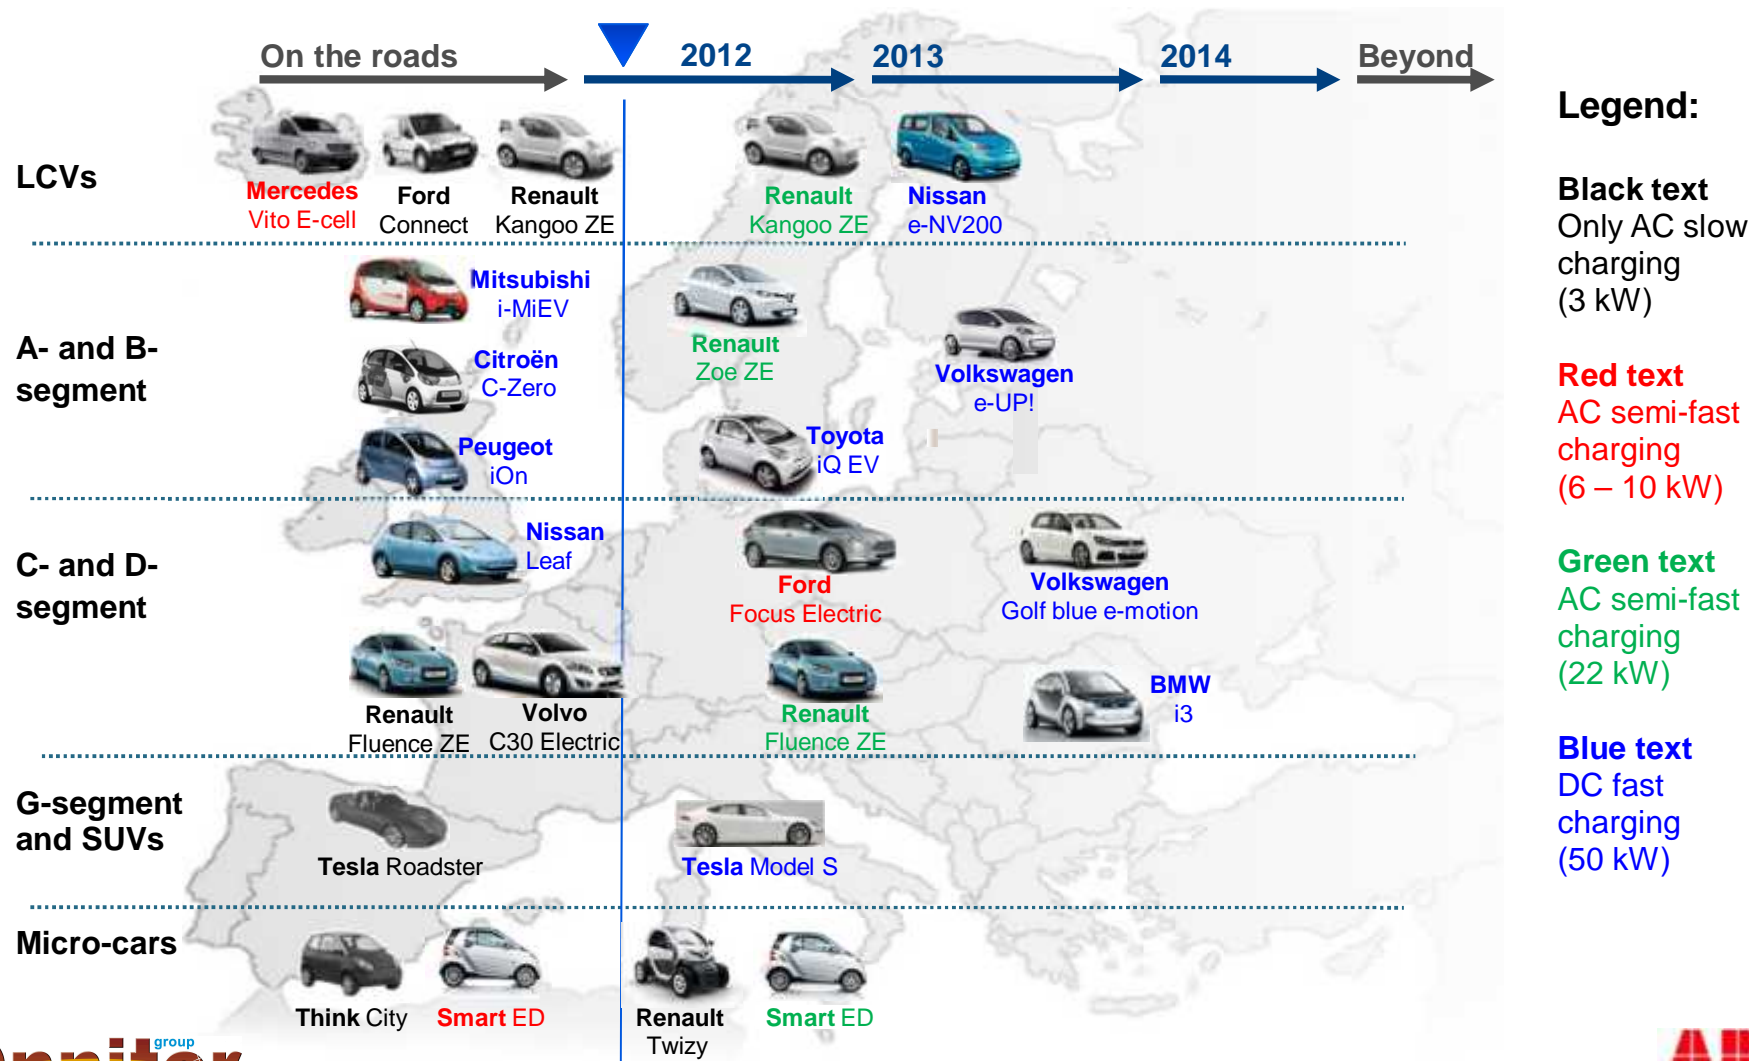 On the roads
2012
2013
2014
Beyond
LCVs
Mercedes
Vito E-cell
Ford
Connect
Renault
Kangoo ZE
Renault
Kangoo ZE
Nissan
e-NV200
A- and B-
segment
Mitsubishi
i-MiEV
Citroën
C-Zero
Peugeot
iOn
Renault
Zoe ZE
Toyota
iQ EV
Volkswagen
e-UP!
C- and D-
segment
Nissan
Leaf
Renault
Fluence ZE
Volvo
C30 Electric
Ford
Focus Electric
Renault
Fluence ZE
Volkswagen
Golf blue e-motion
BMW
i3
G-segment
and SUVs
Tesla Roadster
Tesla Model S
Micro-cars
Think City
Smart ED
Renault
Twizy
Smart ED
Legend:
Black text
Only AC slow
charging
(3 kW)
Red text
AC semi-fast
charging
(6 – 10 kW)
Green text
AC semi-fast
charging
(22 kW)
Blue text
DC fast
charging
(50 kW)
group